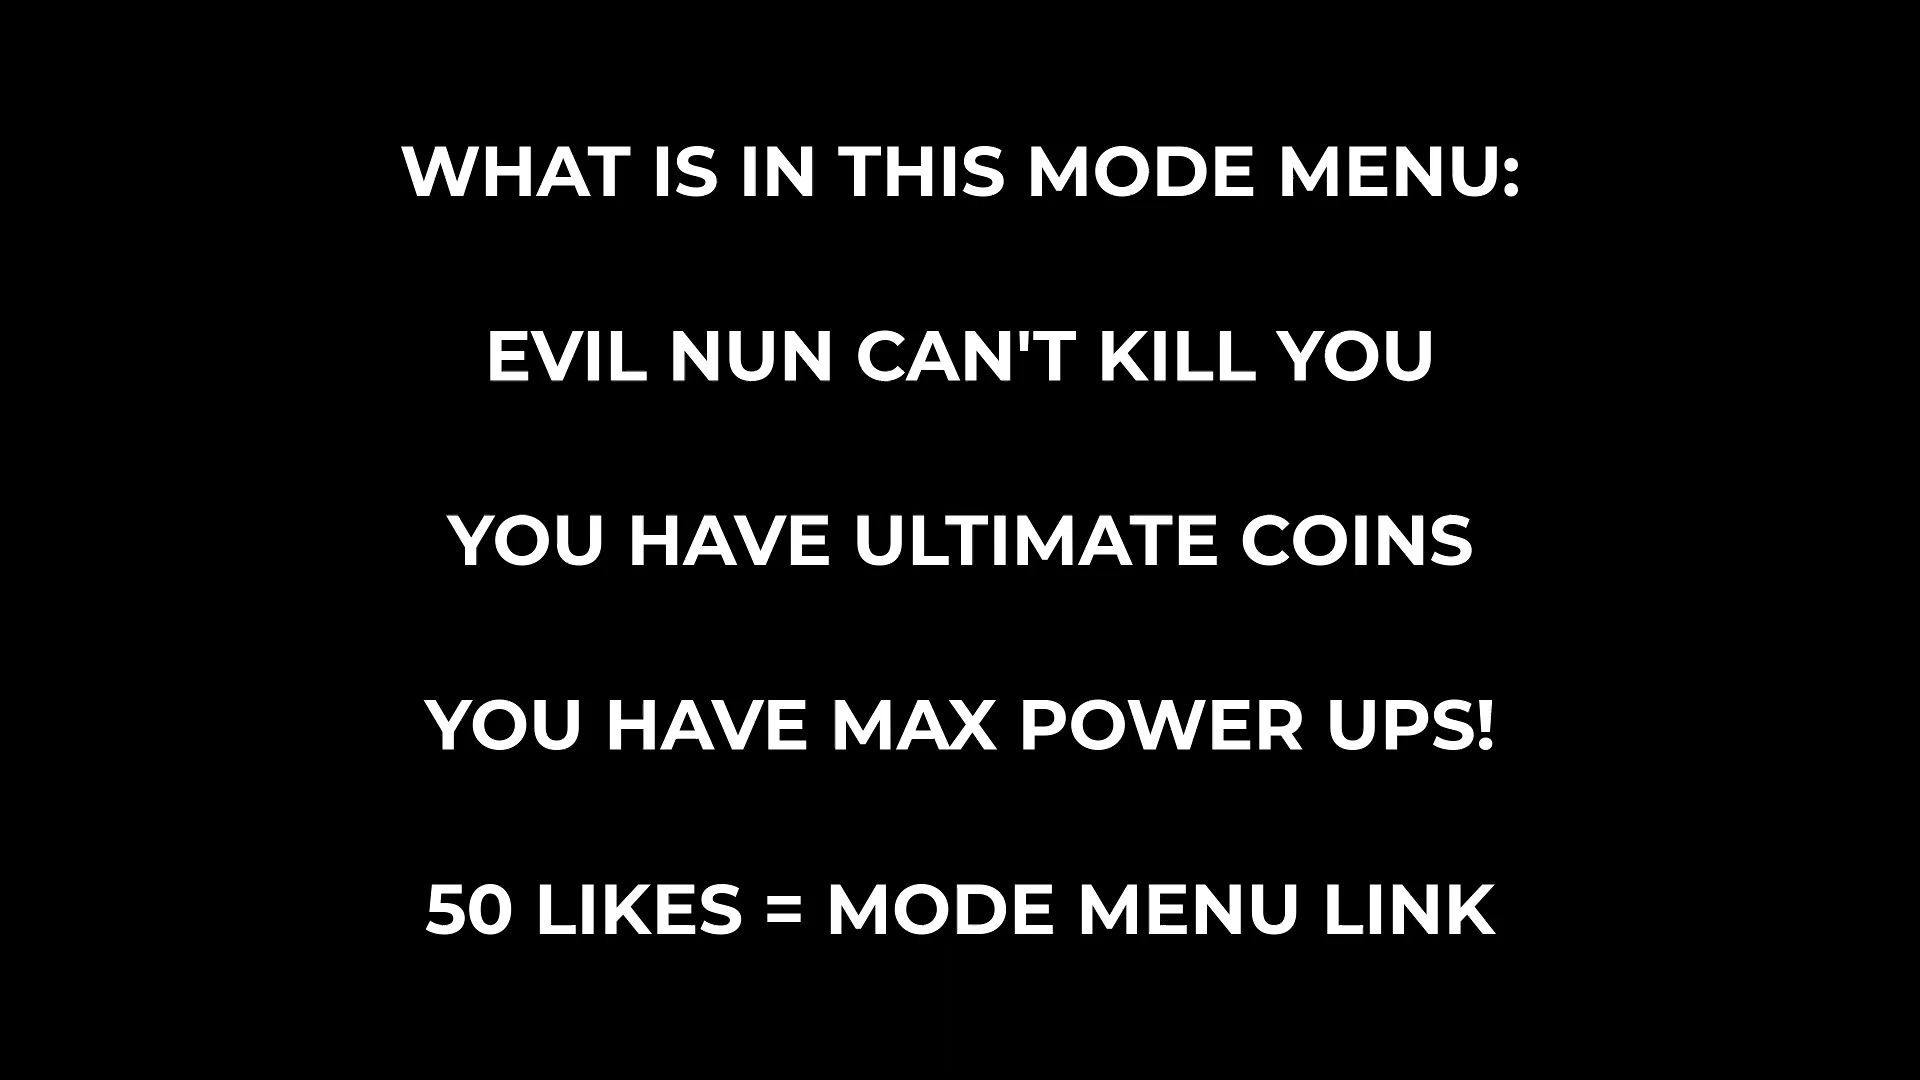 WHAT IS IN THIS MODE MENU:
EVIL NUN CAN'T KILL YOU
YOU HAVE ULTIMATE COINS
YOU HAVE MAX POWER UPS!
50 LIKES = MODE MENU LINK